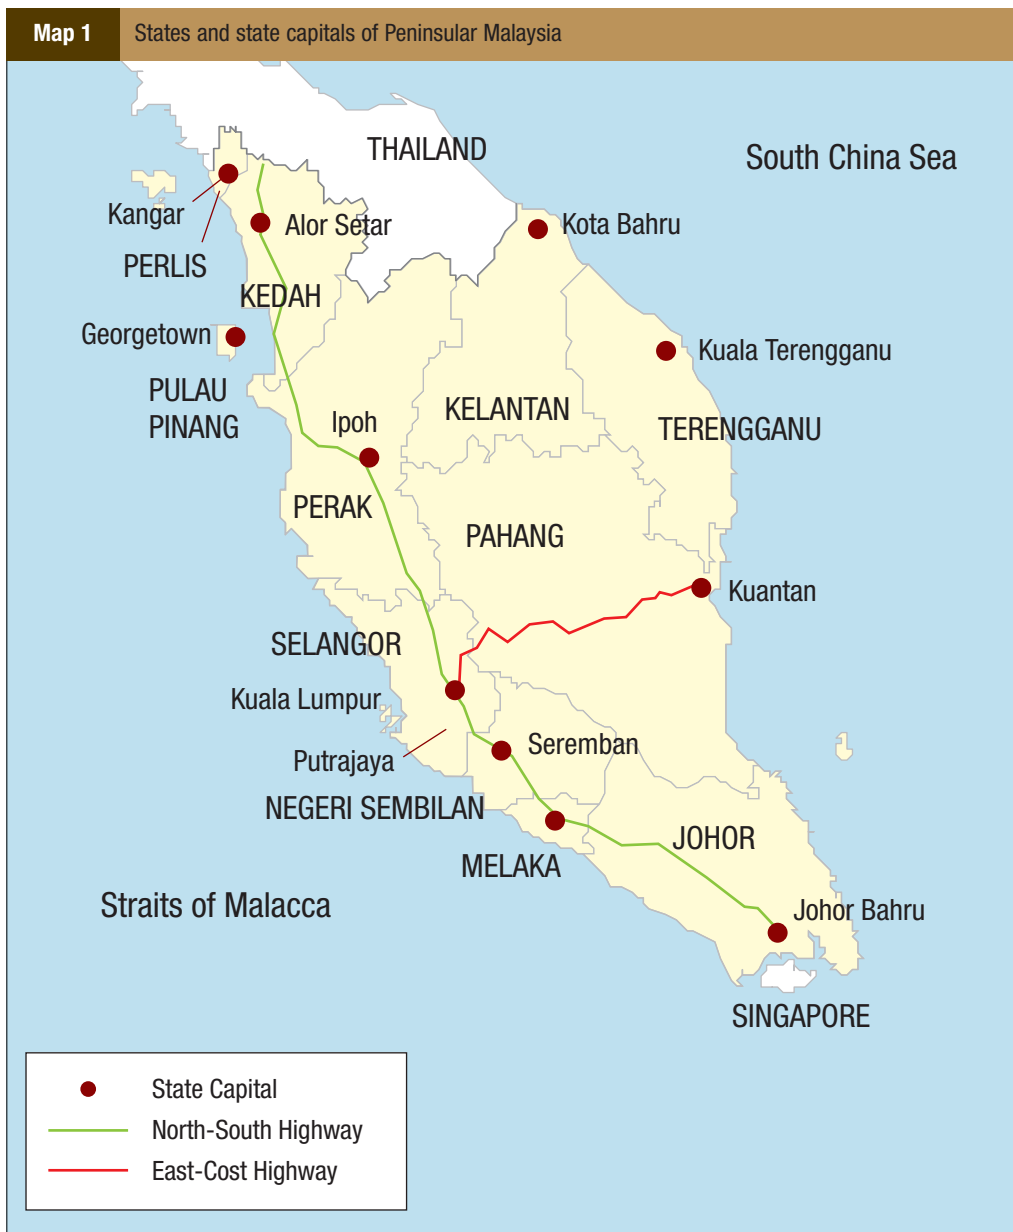 Map 1
States and state capitals of Peninsular Malaysia
THAILAND
South China Sea
Kangar
Alor Setar
Kota Bahru
PERLIS
KEDAH
Georgetown
Kuala Terengganu
PULAU
PINANG
Ipoh
KELANTAN
TERENGGANU
PERAK
PAHANG
Kuantan
SELANGOR
Kuala Lumpur
Seremban
Putrajaya
NEGERI SEMBILAN
JOHOR
MELAKA
Straits of Malacca
Johor Bahru
SINGAPORE
State Capital
North-South Highway
East-Cost Highway